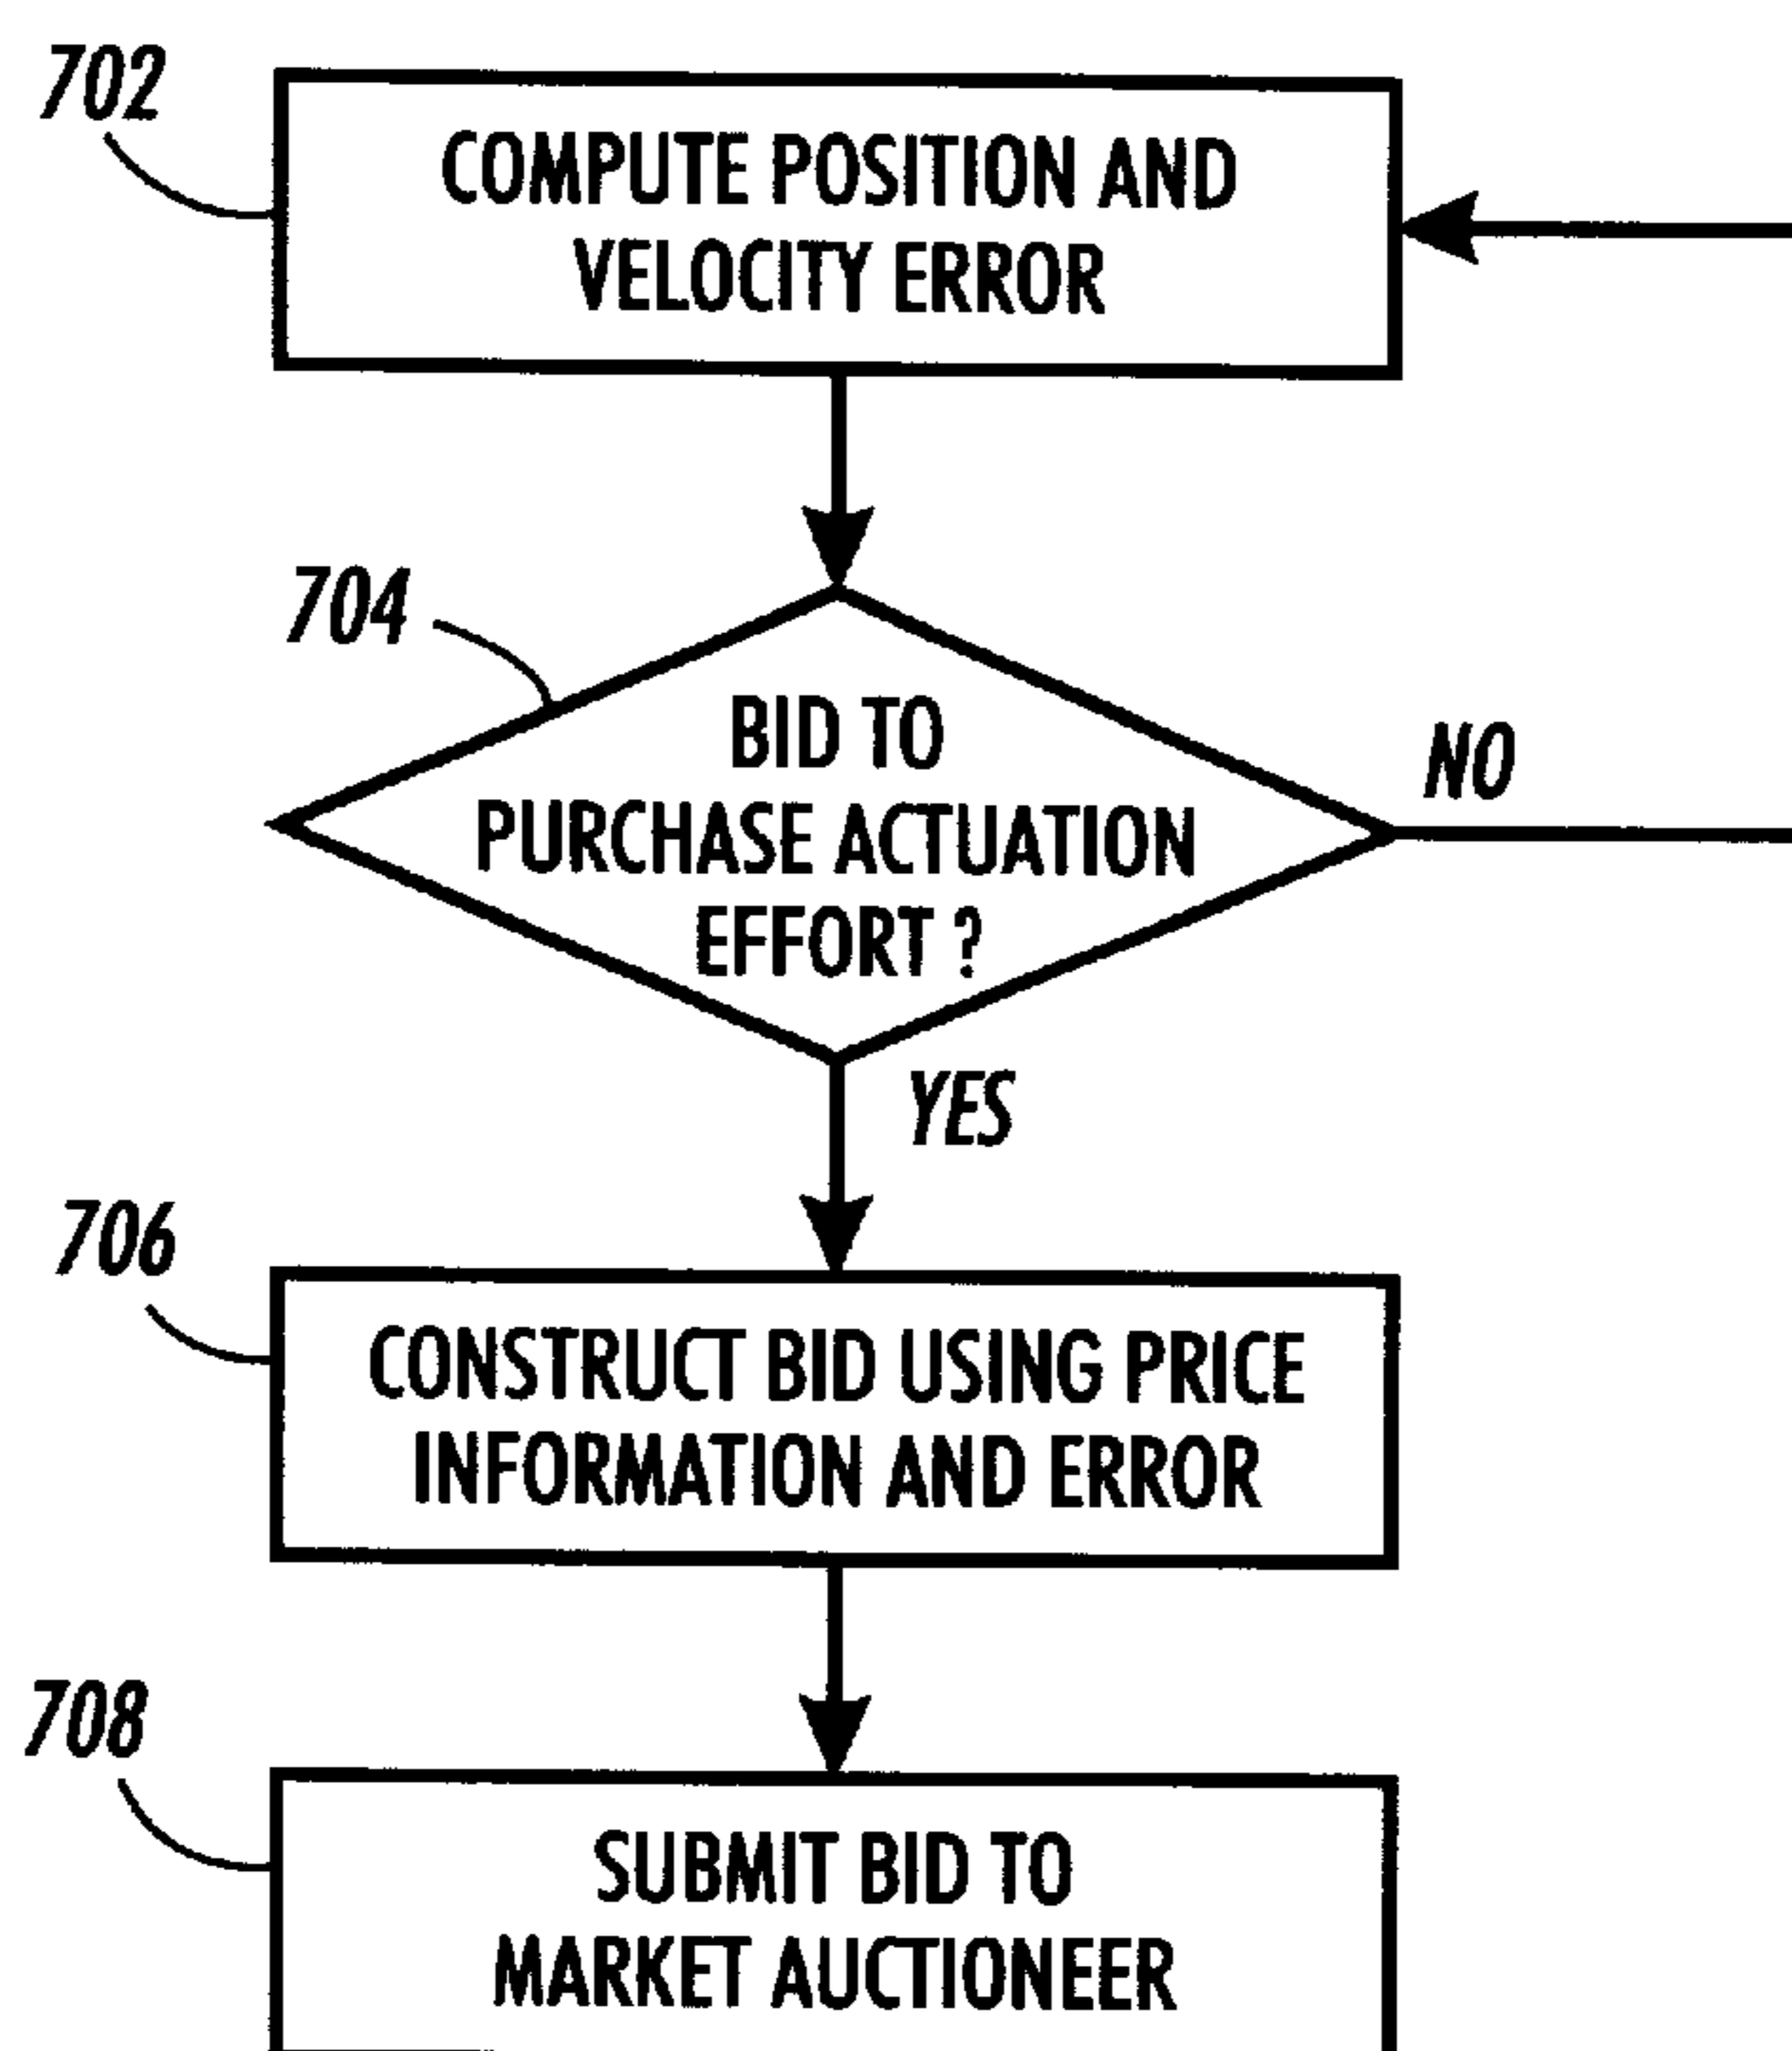 702
COMPUTE POSITION AND
VELOCITY ERROR
704
BID TO
PURCHASE ACTUATION
EFFORT ?
NO
YES
706
CONSTRUCT BID USING PRICE
INFORMATION AND ERROR
708
SUBMIT BID TO
MARKET AUCTIONEER